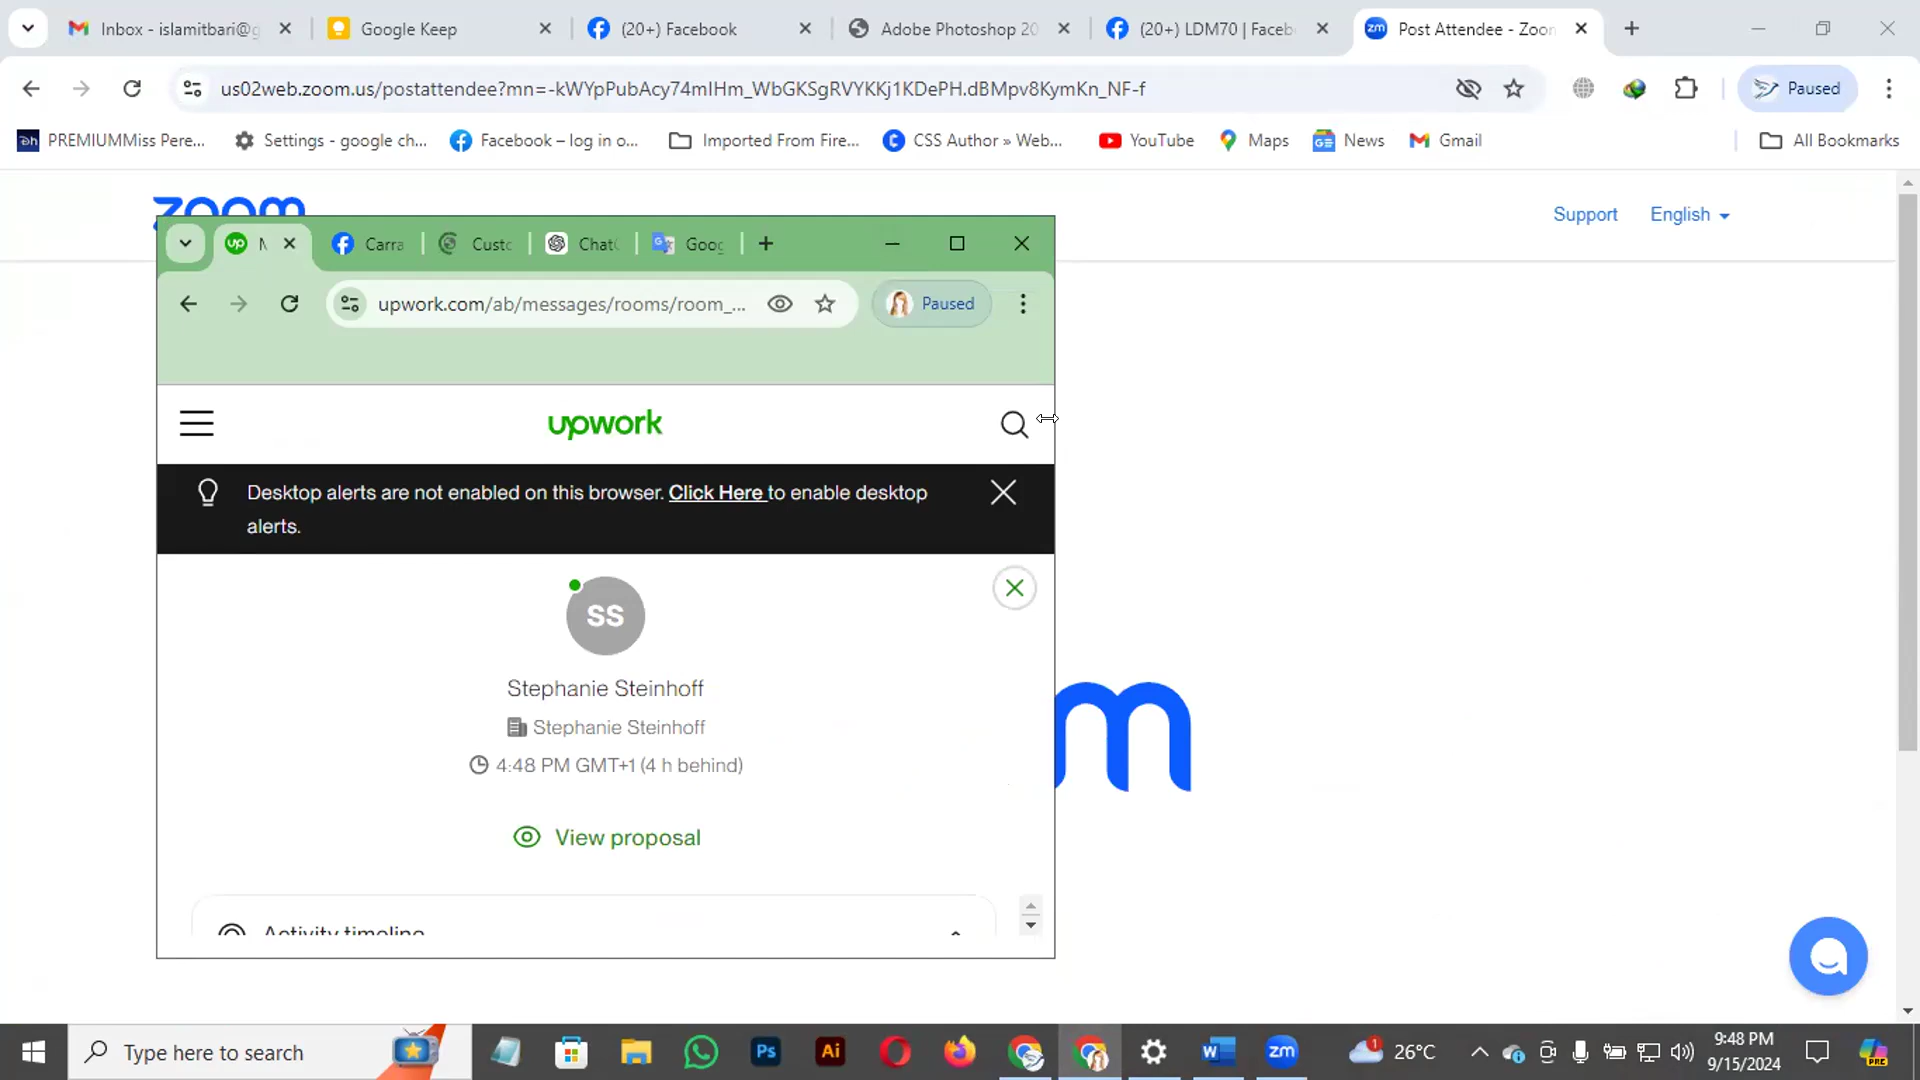 Inbox - islamitbari@g
Google Keep
(20+) Facebook
Adobe Photoshop 20
(20+) LDM70 | Faceb
Post Attendee - Zoon
us02web.zoom.us/postattendee?mn=-kWYpPubAcy74mIHm_WbGKSgRVYKKj1KDePH.dBMpv8KymKn_NF-f
Paused
PREMIUMMiss Pere...
Settings - google ch...
Facebook – log in o...
Imported From Fire...
CSS Author » Web...
YouTube
Maps
News
Gmail
All Bookmarks
zoom
Support
English
Carra
Custo
Chat
Goog
upwork.com/ab/messages/rooms/room_...
Paused
upwork
Desktop alerts are not enabled on this browser. Click Here to enable desktop
alerts.
SS
Stephanie Steinhoff
Stephanie Steinhoff
4:48 PM GMT+1 (4 h behind)
View proposal
Activity timeline
m
Type here to search
Ps
Ai
zm
26°C
9:48 PM
9/15/2024